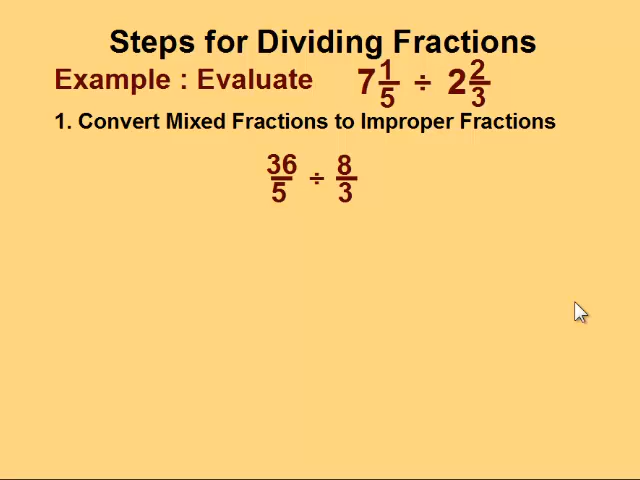 Steps for Dividing Fractions
Example : Evaluate 7 1/5 ÷ 2 2/3
1. Convert Mixed Fractions to Improper Fractions
36/5 ÷ 8/3